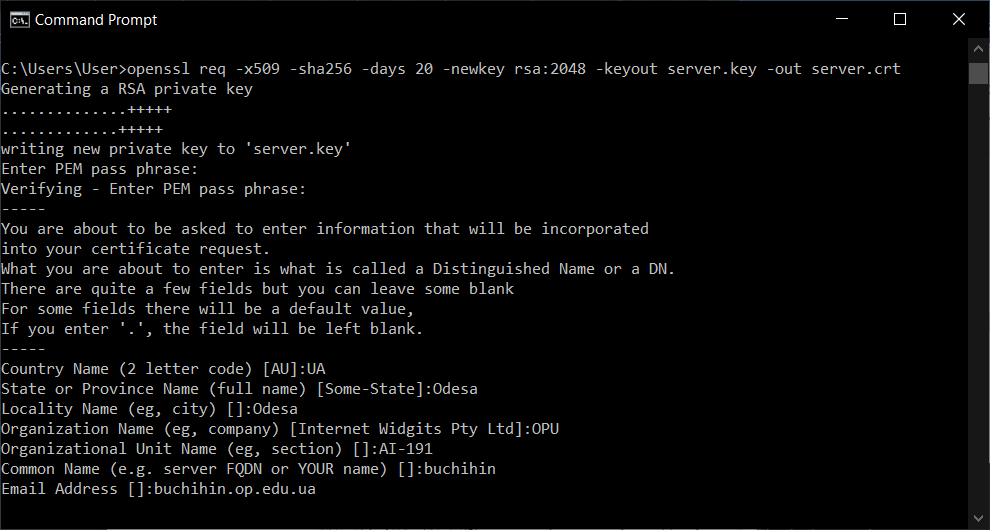 Command Prompt
C:\Users\User>openssl req -x509 -sha256 -days 20 -newkey rsa:2048 -keyout server.key -out server.crt
Generating a RSA private key
..............+++++
.............+++++
writing new private key to 'server.key'
Enter PEM pass phrase:
Verifying - Enter PEM pass phrase:
-----
You are about to be asked to enter information that will be incorporated
into your certificate request.
What you are about to enter is what is called a Distinguished Name or a DN.
There are quite a few fields but you can leave some blank
For some fields there will be a default value,
If you enter '.', the field will be left blank.
-----
Country Name (2 letter code) [AU]:UA
State or Province Name (full name) [Some-State]:Odesa
Locality Name (eg, city) []:Odesa
Organization Name (eg, company) [Internet Widgits Pty Ltd]:OPU
Organizational Unit Name (eg, section) []:AI-191
Common Name (e.g. server FQDN or YOUR name) []:buchihin
Email Address []:buchihin.op.edu.ua